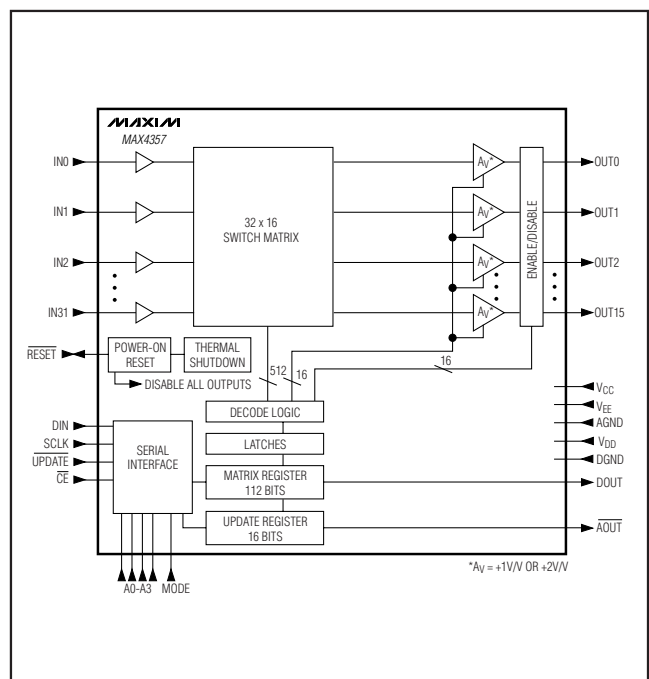 MAXIM
MAX4357
IN0
IN1
IN2
IN31
32 x 16
SWITCH MATRIX
AV*
AV*
AV*
AV*
ENABLE/DISABLE
OUT0
OUT1
OUT2
OUT15
RESET
POWER-ON
RESET
THERMAL
SHUTDOWN
DISABLE ALL OUTPUTS
512
16
16
DECODE LOGIC
LATCHES
MATRIX REGISTER
112 BITS
UPDATE REGISTER
16 BITS
DIN
SCLK
UPDATE
CE
SERIAL
INTERFACE
A0-A3
MODE
VCC
VEE
AGND
VDD
DGND
DOUT
AOUT
*AV = +1V/V OR +2V/V